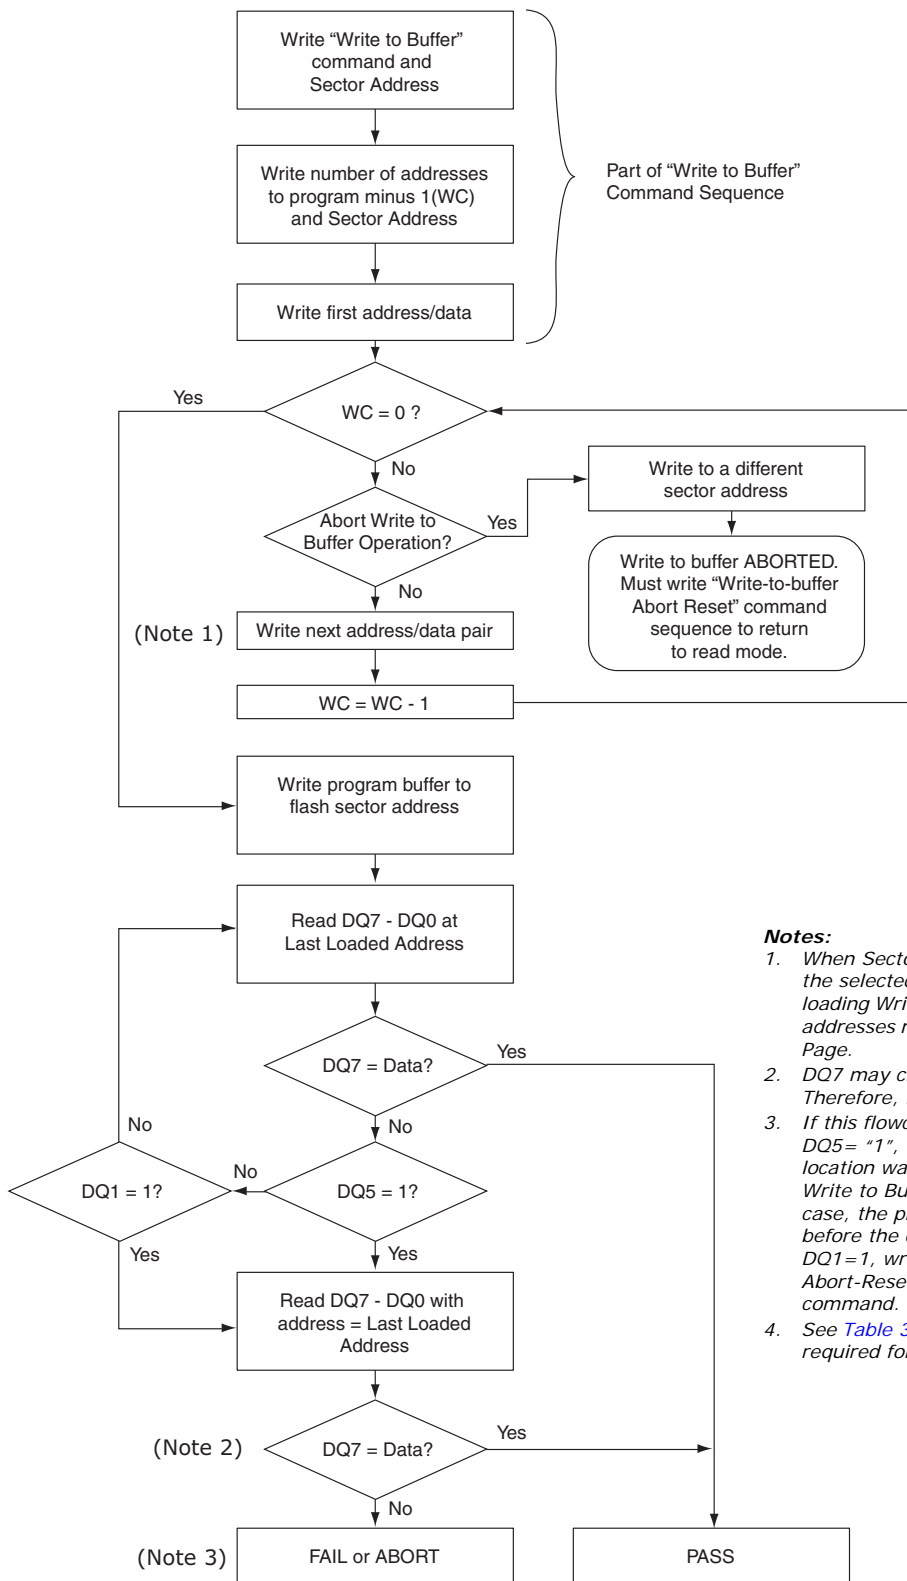 Write “Write to Buffer”
command and
Sector Address
Write number of addresses
to program minus 1(WC)
and Sector Address
Part of “Write to Buffer”
Command Sequence
Write first address/data
Yes
WC = 0 ?
No
Write to a different
sector address
Abort Write to
Buffer Operation?
Yes
No
Write to buffer ABORTED.
Must write “Write-to-buffer
Abort Reset” command
sequence to return
to read mode.
(Note 1)
Write next address/data pair
WC = WC - 1
Write program buffer to
flash sector address
Read DQ7 - DQ0 at
Last Loaded Address
DQ7 = Data?
Yes
No
No
DQ1 = 1?
No
DQ5 = 1?
Yes
Yes
Read DQ7 - DQ0 with
address = Last Loaded
Address
(Note 2)
DQ7 = Data?
Yes
No
(Note 3)
FAIL or ABORT
PASS
Notes:
1. When
the selected
loading
addresses
Page.
2. DQ7 may
Therefore,
3. If this
DQ5= “1”,
location
Write to
case, the
before the
DQ1=1,
command.
4. See Table
required